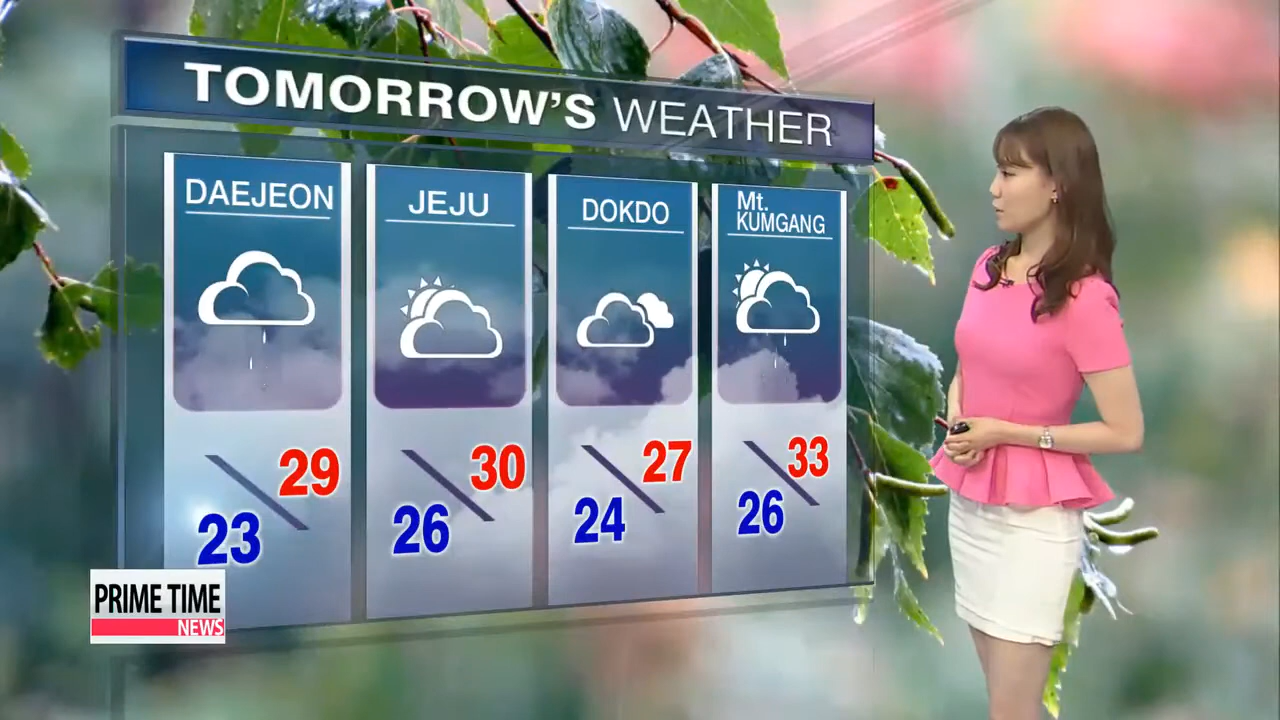 TOMORROW'S WEATHER
DAEJEON
29
23
JEJU
30
26
DOKDO
27
24
Mt.
KUMGANG
33
26
PRIME TIME
NEWS